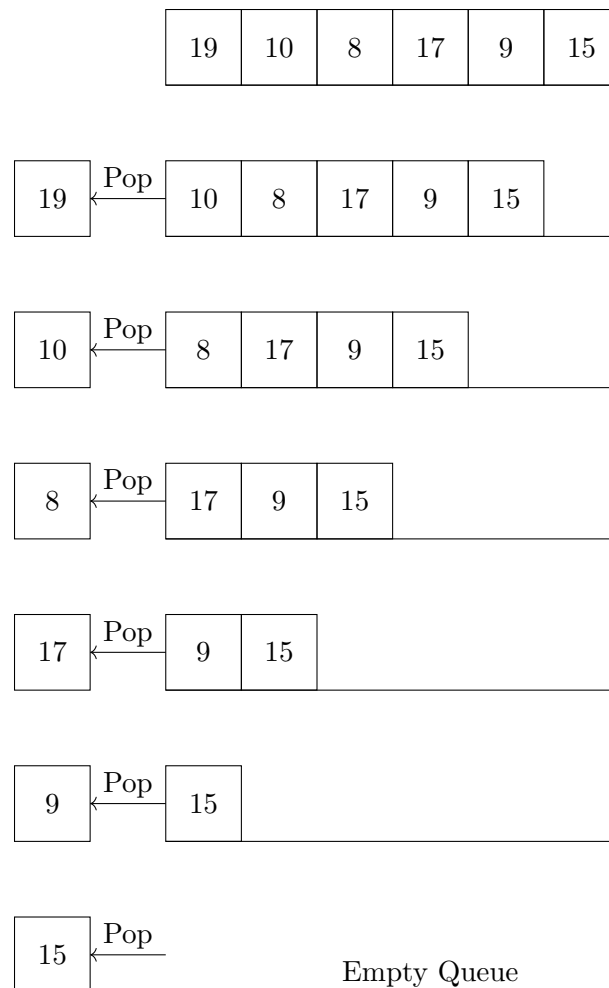 19 10 8 17 9 15
19 Pop 10 8 17 9 15
10 Pop 8 17 9 15
8 Pop 17 9 15
17 Pop 9 15
9 Pop 15
15 Pop
Empty Queue